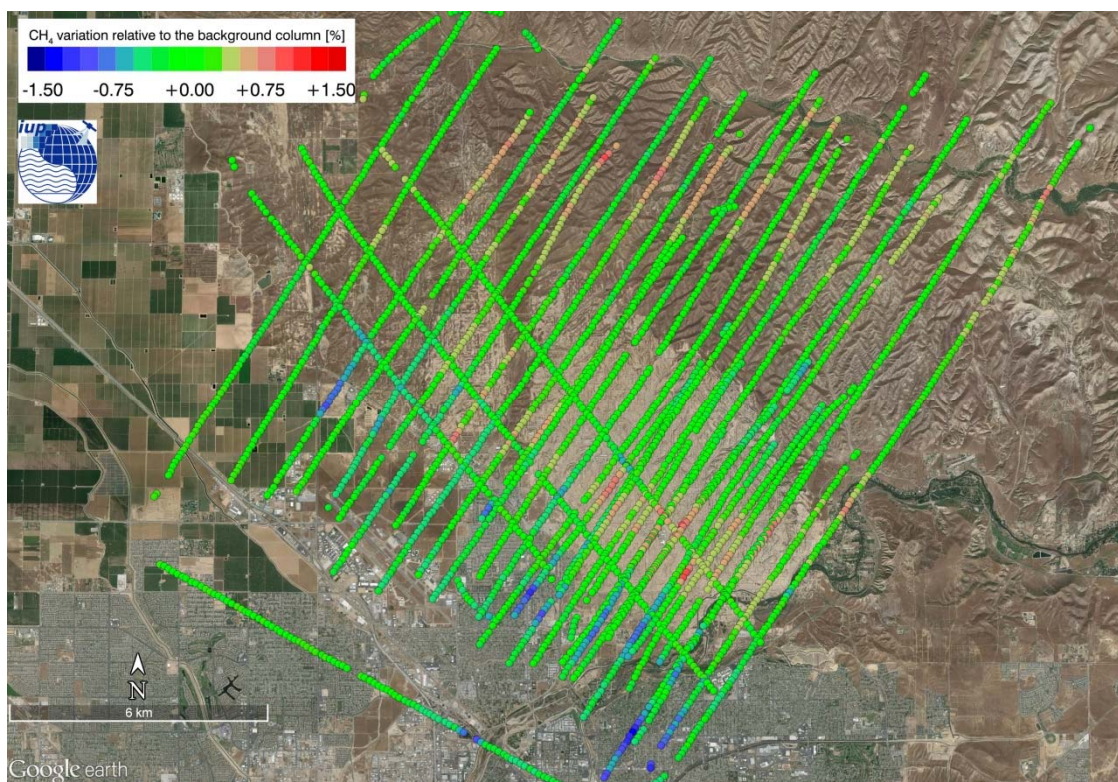 CH₄ variation relative to the background column [%]
-1.50 -0.75 +0.00 +0.75 +1.50
iup
N
6 km
Google earth